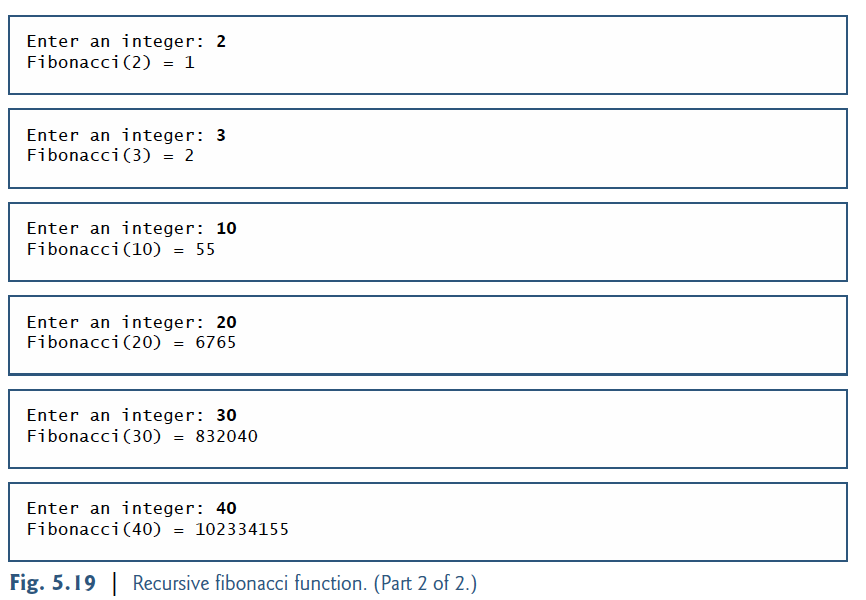 Enter an integer: 2
Fibonacci(2) = 1
Enter an integer: 3
Fibonacci(3) = 2
Enter an integer: 10
Fibonacci(10) = 55
Enter an integer: 20
Fibonacci(20) = 6765
Enter an integer: 30
Fibonacci(30) = 832040
Enter an integer: 40
Fibonacci(40) = 102334155
Fig. 5.19 | Recursive fibonacci function. (Part 2 of 2.)